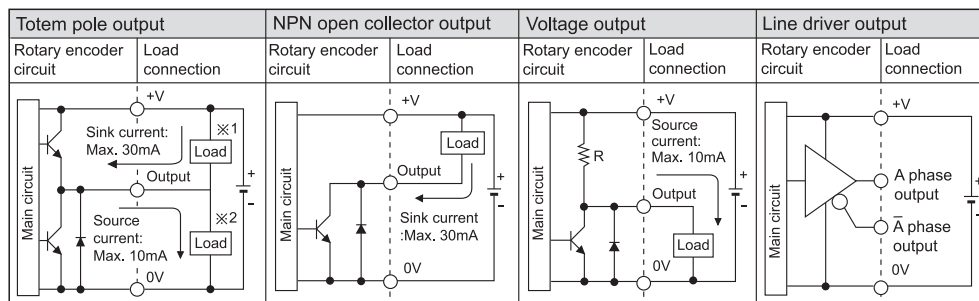 Totem pole output
Rotary encoder
circuit
Load
connection
Main circuit
+V
Sink current:
Max. 30mA
※1
Load
Output
+
-
Source
current:
Max. 10mA
※2
Load
0V
NPN open collector output
Rotary encoder
circuit
Load
connection
Main circuit
+V
Load
Output
+
-
Sink current
:Max. 30mA
0V
Voltage output
Rotary encoder
circuit
Load
connection
Main circuit
+V
Source
current:
Max. 10mA
R
Output
+
-
Load
0V
Line driver output
Rotary encoder
circuit
Load
connection
Main circuit
+V
A phase
output
+
-
A̅ phase
output
0V